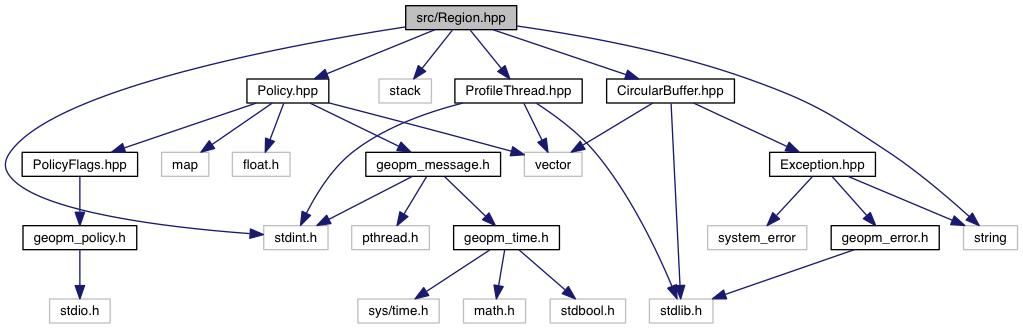 src/Region.hpp
Policy.hpp
stack
ProfileThread.hpp
CircularBuffer.hpp
PolicyFlags.hpp
map
float.h
geopm_message.h
vector
Exception.hpp
geopm_policy.h
stdint.h
pthread.h
geopm_time.h
system_error
geopm_error.h
string
stdio.h
sys/time.h
math.h
stdbool.h
stdlib.h